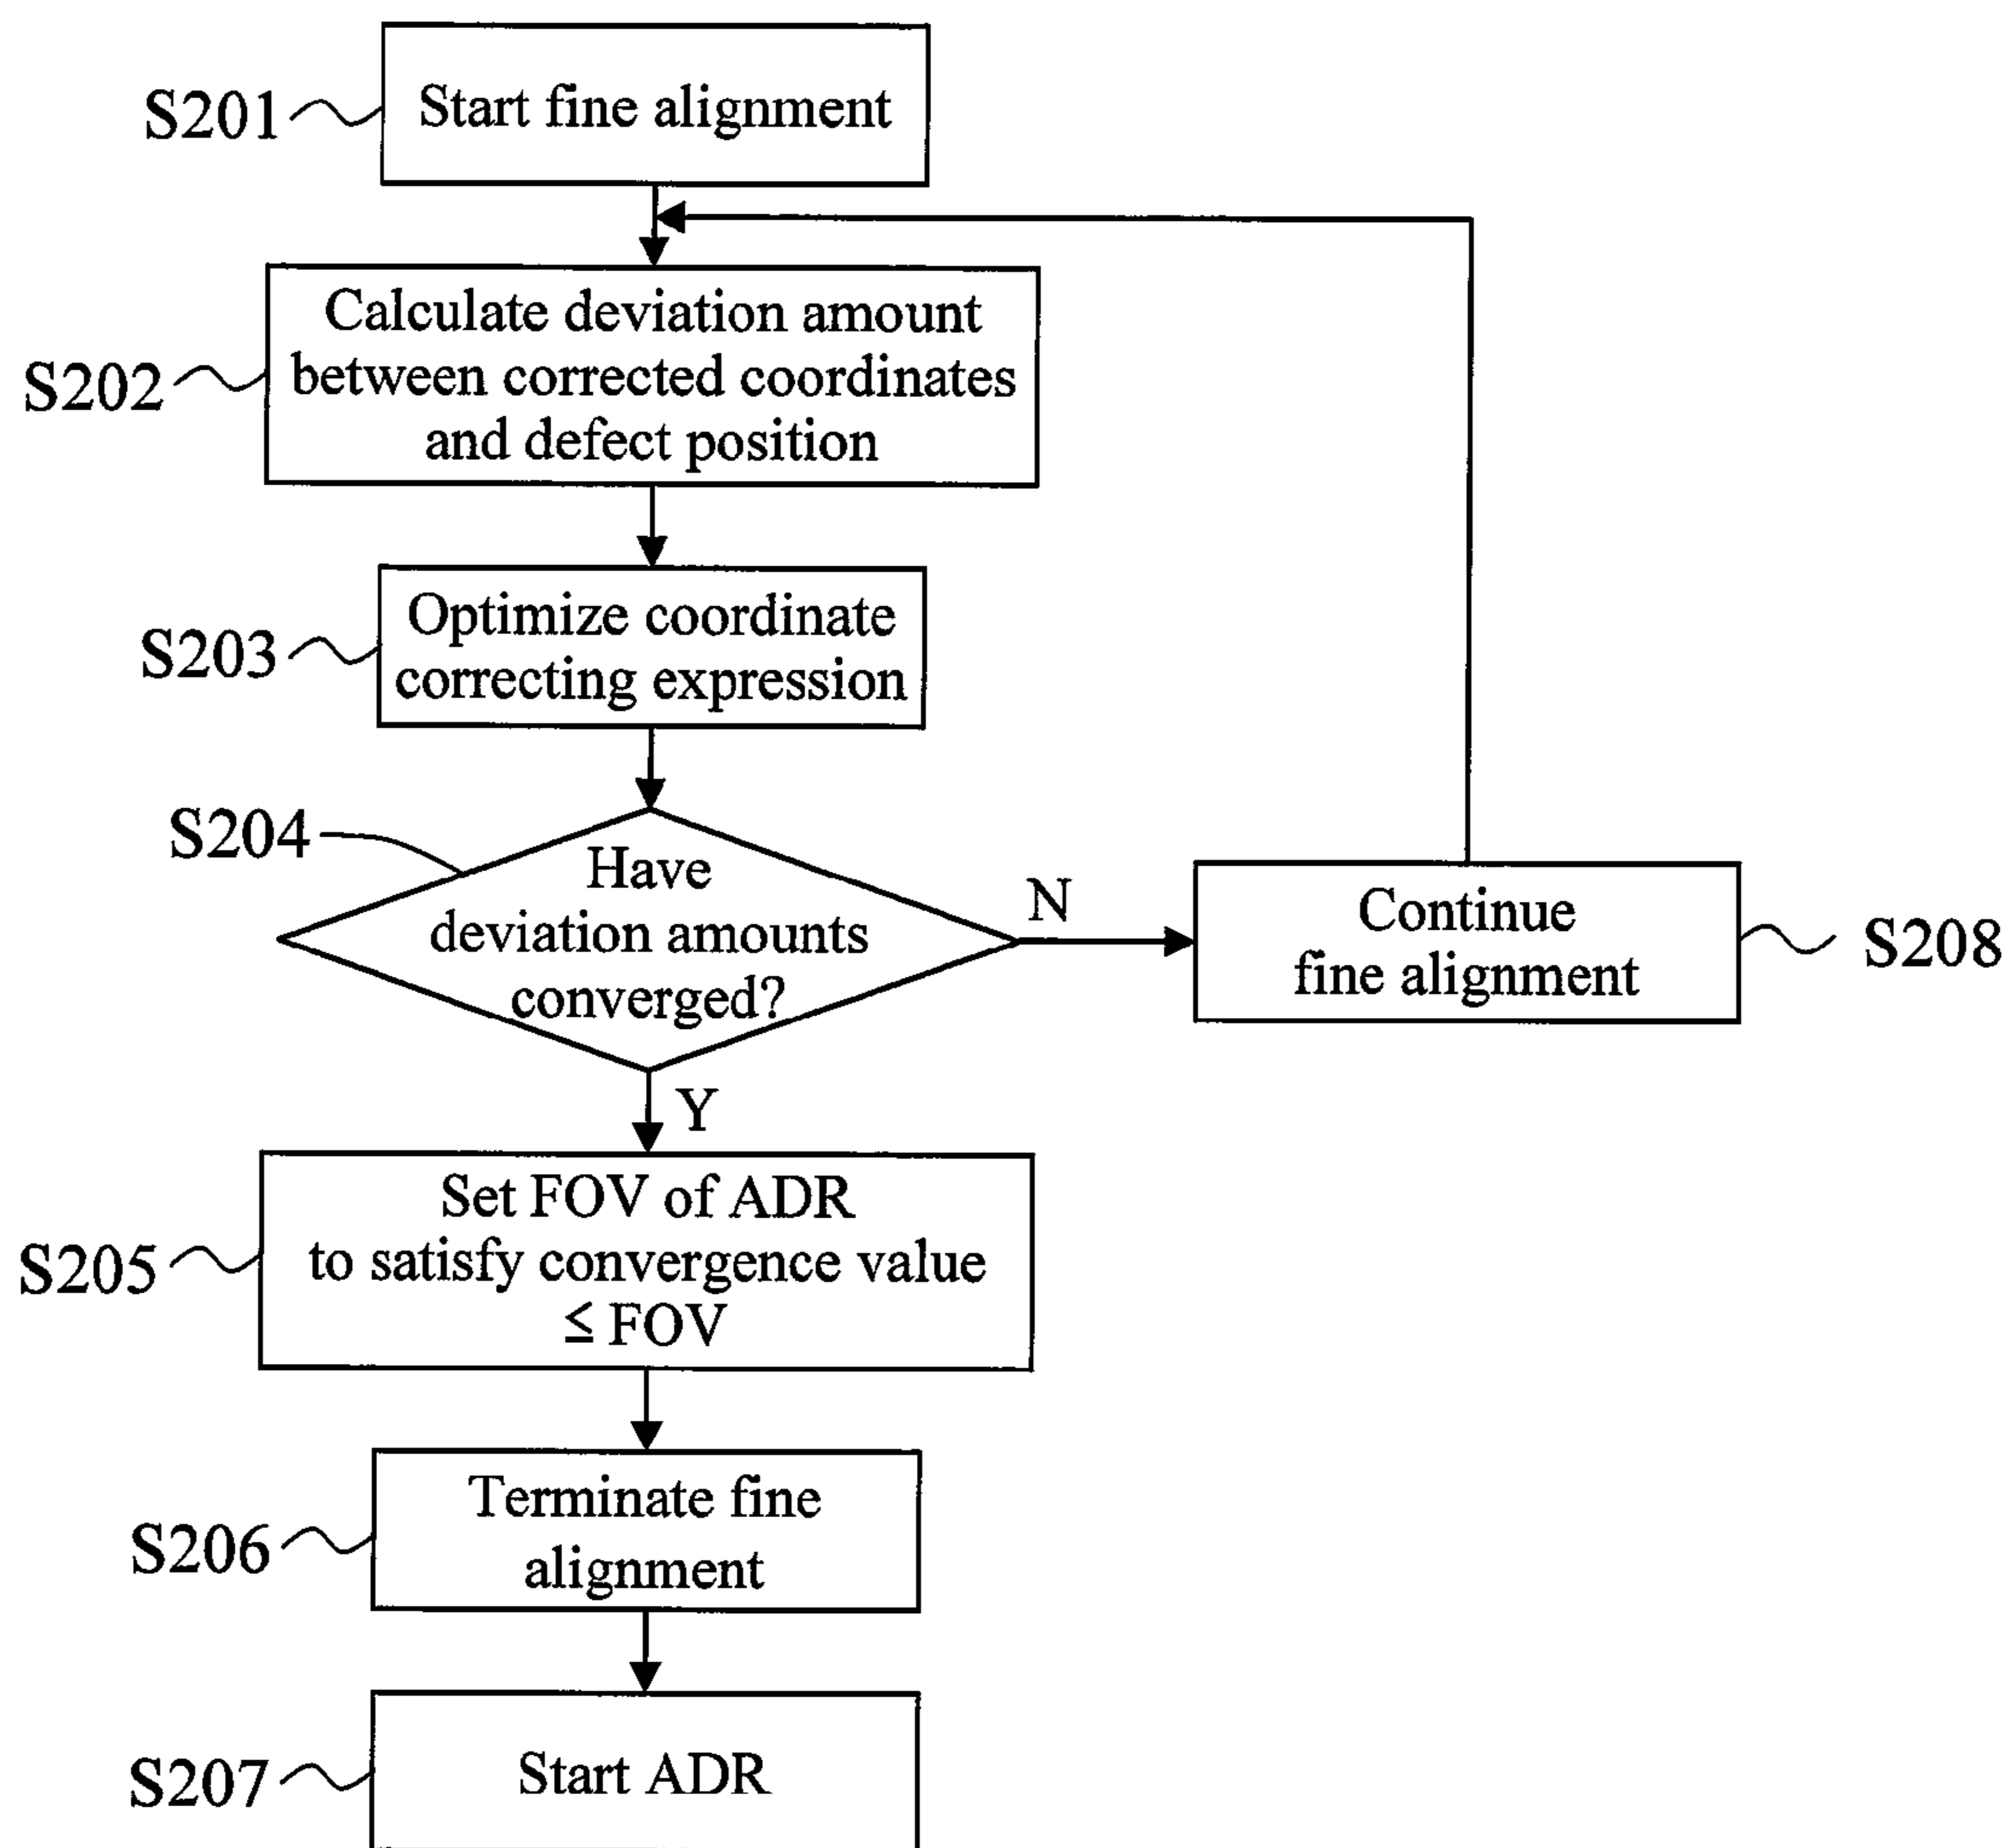 S201
Start fine alignment
S202
Calculate deviation amount
between corrected coordinates
and defect position
S203
Optimize coordinate
correcting expression
S204
Have
deviation amounts
converged?
N
Continue
fine alignment
S208
Y
S205
Set FOV of ADR
to satisfy convergence value
≤ FOV
S206
Terminate fine
alignment
S207
Start ADR